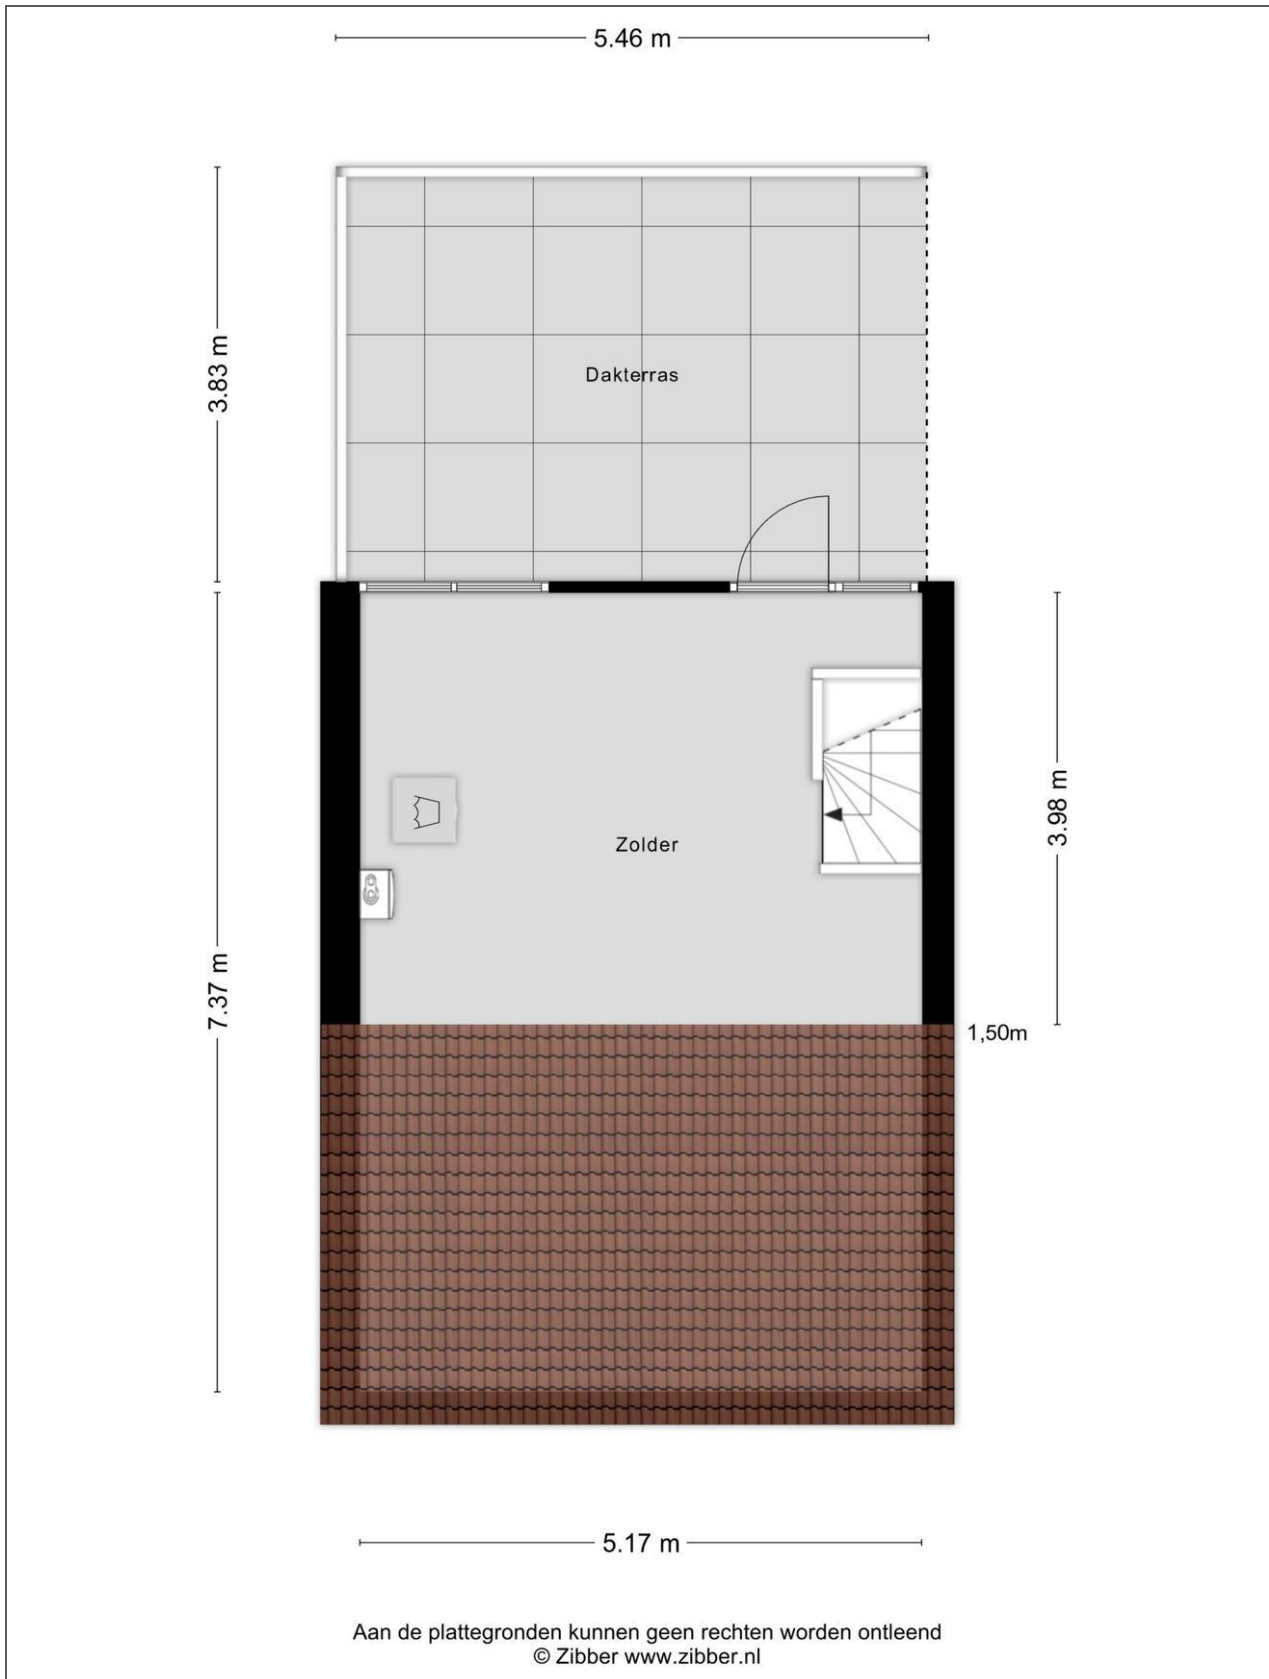 5.46 m
3.83 m
Dakterras
3.98 m
Zolder
7.37 m
1,50m
5.17 m
Aan de plattegronden kunnen geen rechten worden ontleend
© Zibber www.zibber.nl